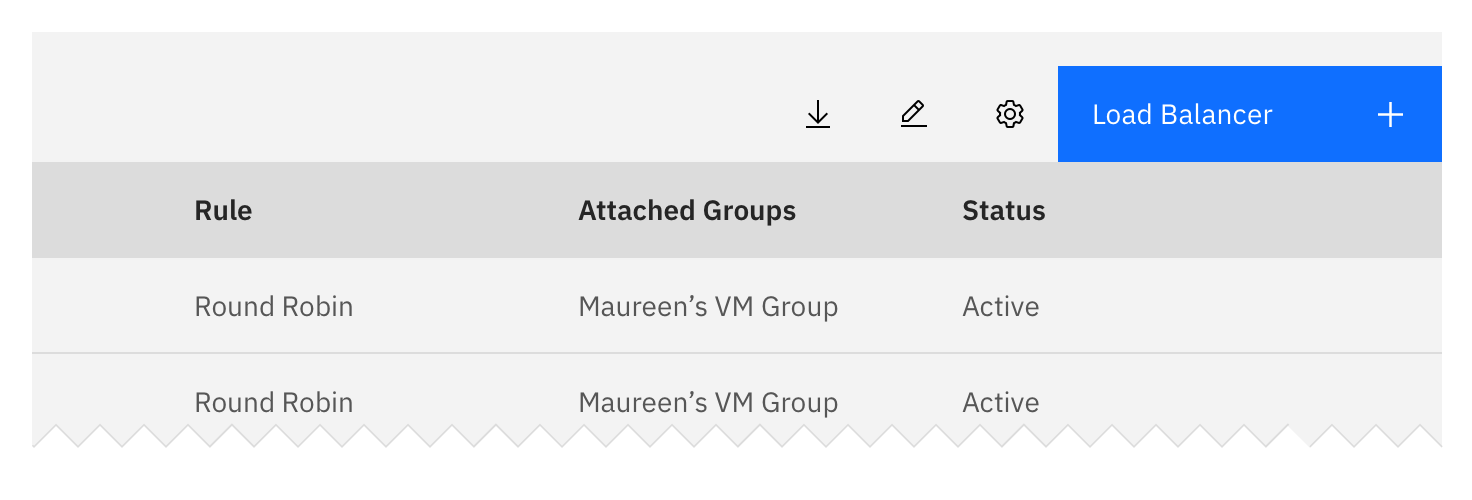 Load Balancer
Rule Attached Groups Status
Round Robin Maureen’s VM Group Active
Round Robin Maureen’s VM Group Active